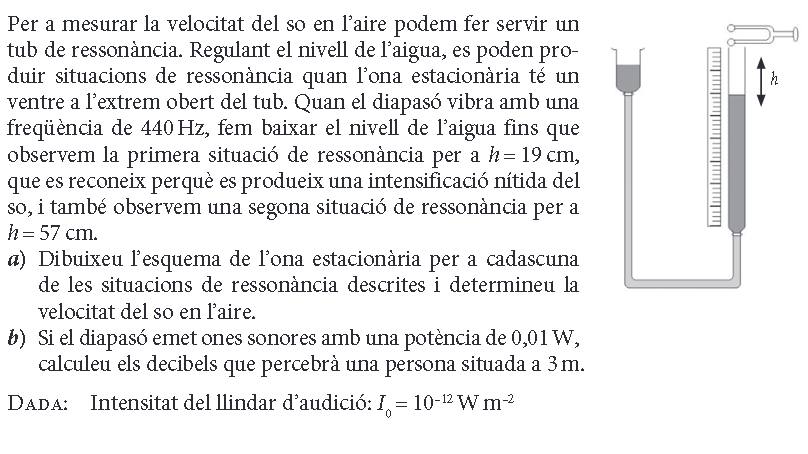 Per a mesurar la velocitat del so en l’aire podem fer servir un
tub de ressonància. Regulant el nivell de l’aigua, es poden pro-
duir situacions de ressonància quan l’ona estacionària té un
ventre a l’extrem obert del tub. Quan el diapasó vibra amb una
freqüència de 440 Hz, fem baixar el nivell de l’aigua fins que
observem la primera situació de ressonància per a h = 19 cm,
que es reconeix perquè es produeix una intensificació nítida del
so, i també observem una segona situació de ressonància per a
h = 57 cm.
a) Dibuixeu l’esquema de l’ona estacionària per a cadascuna
de les situacions de ressonància descrites i determineu la
velocitat del so en l’aire.
b) Si el diapasó emet ones sonores amb una potència de 0,01 W,
calculeu els decibels que percebrà una persona situada a 3 m.
DADA: Intensitat del llindar d’audició: I₀ = 10⁻¹² W m⁻²
h